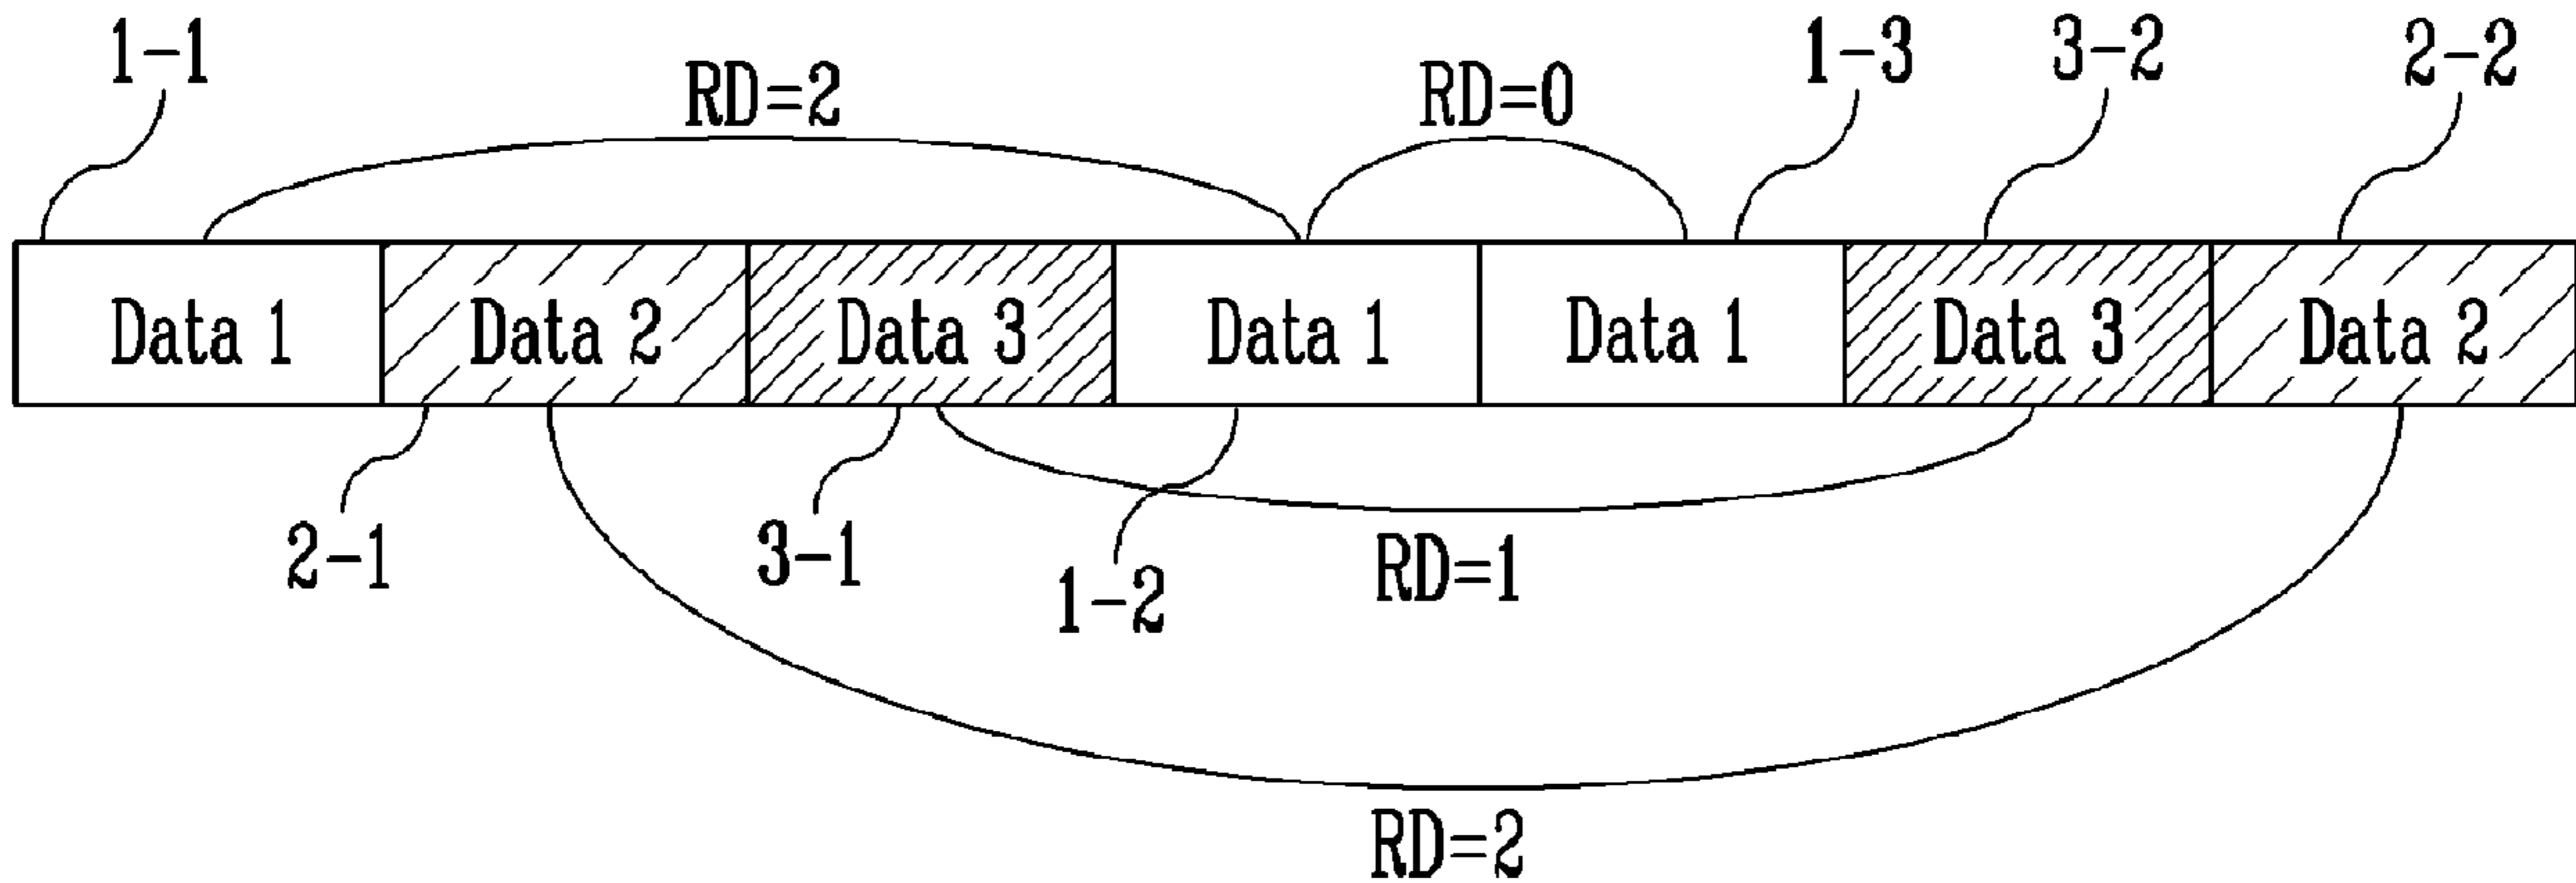 1-1 RD=2 RD=0 1-3 3-2 2-2
Data 1 Data 2 Data 3 Data 1 Data 1 Data 3 Data 2
2-1 3-1 1-2 RD=1
RD=2